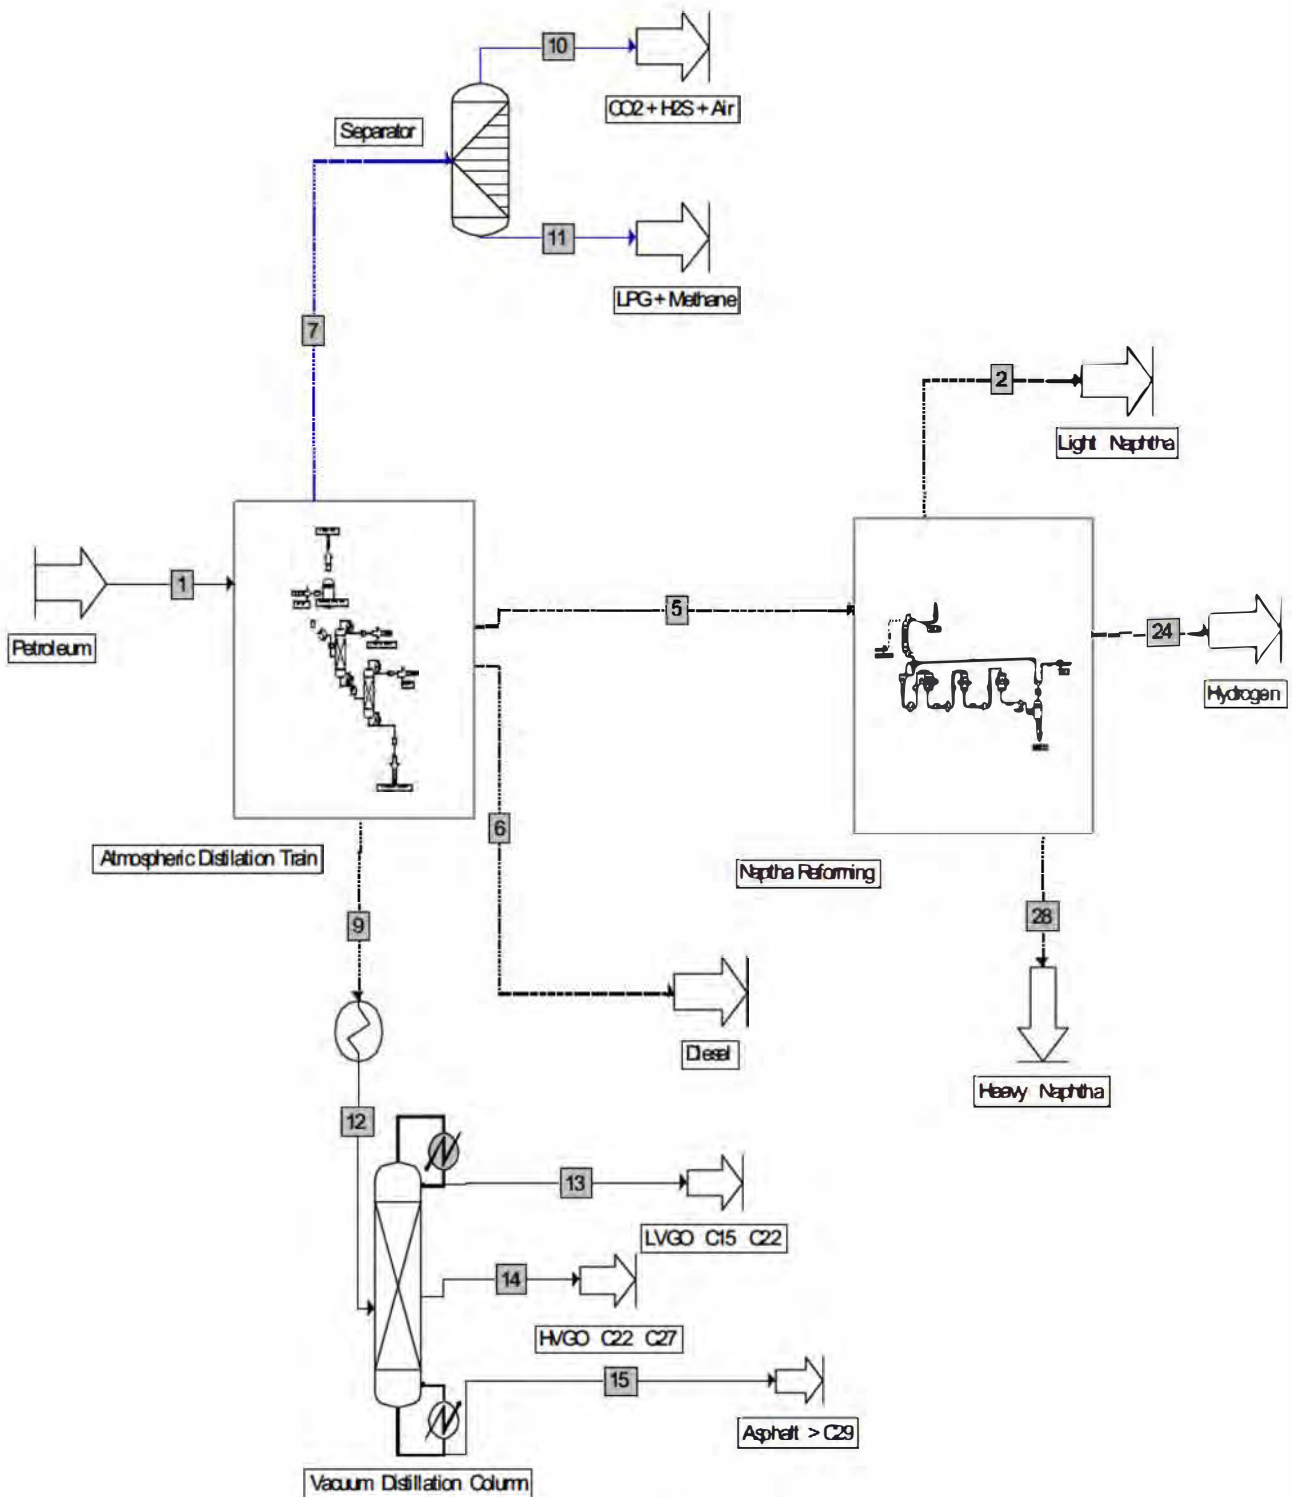 10
CO2 + H2S + Air
Separator
11
LPG + Methane
7
2
Light Naphtha
1
Petroleum
5
24
Hydrogen
6
Atmospheric Distilation Train
Naptha Reforming
9
28
Diesel
Heavy Naphtha
12
13
LVGO C15 C22
14
HVGO C22 C27
15
Asphalt > C29
Vacuum Distillation Column